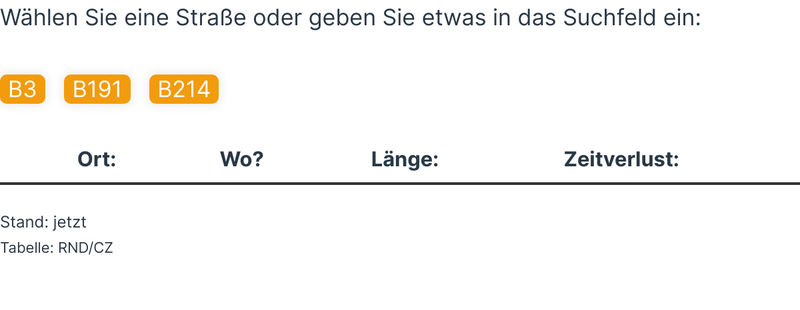 Wählen Sie eine Straße oder geben Sie etwas in das Suchfeld ein:
B3 B191 B214
Ort: Wo? Länge: Zeitverlust:
Stand: jetzt
Tabelle: RND/CZ